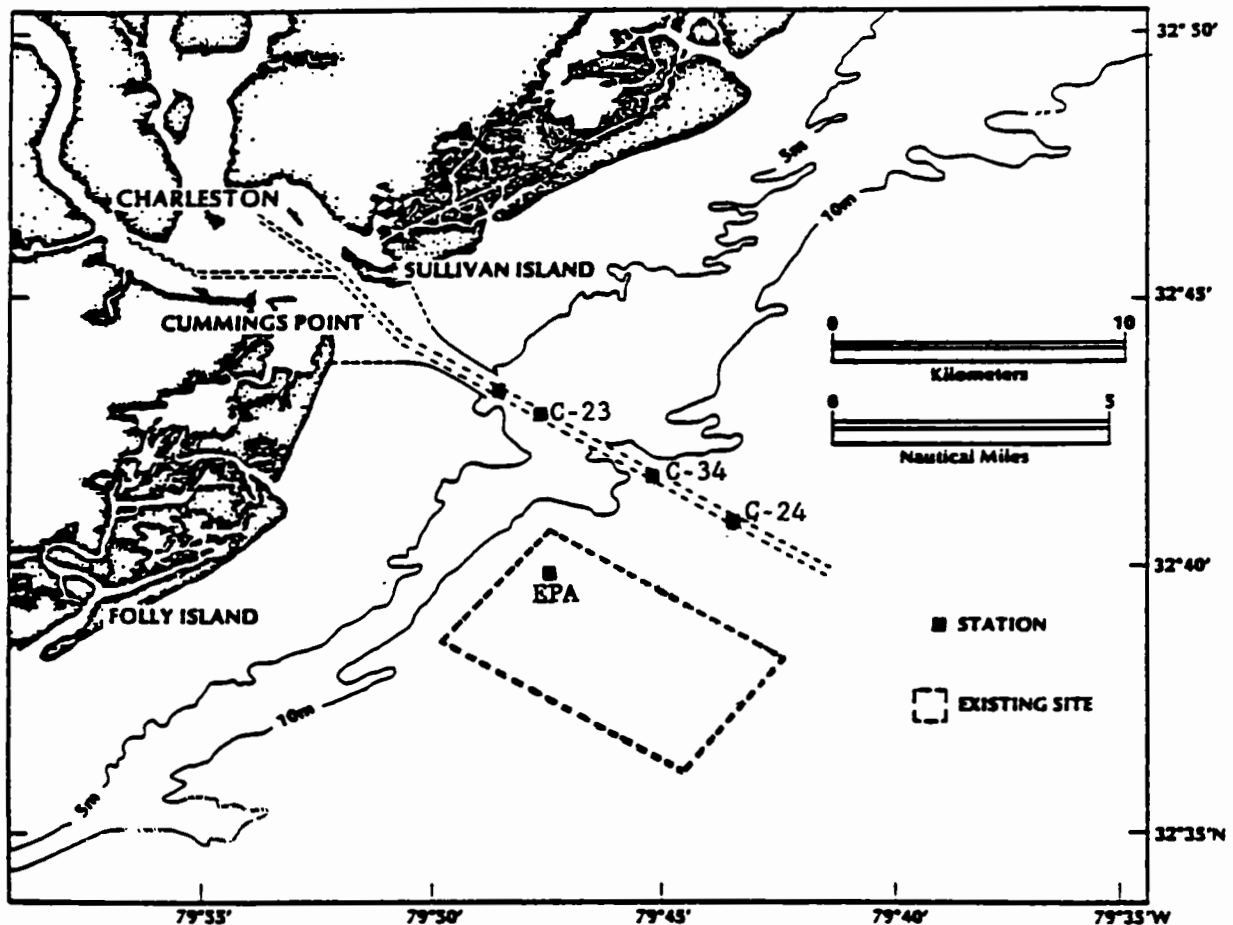 32° 50'
5m
10m
CHARLESTON
SULLIVAN ISLAND
32°45'
CUMMINGS POINT
0 10
Kilometers
0 5
Nautical Miles
C-23
C-34
C-24
32°40'
EPA
FOLLY ISLAND
STATION
EXISTING SITE
10m
5m
32°35'N
79°55' 79°50' 79°45' 79°40' 79°35'W